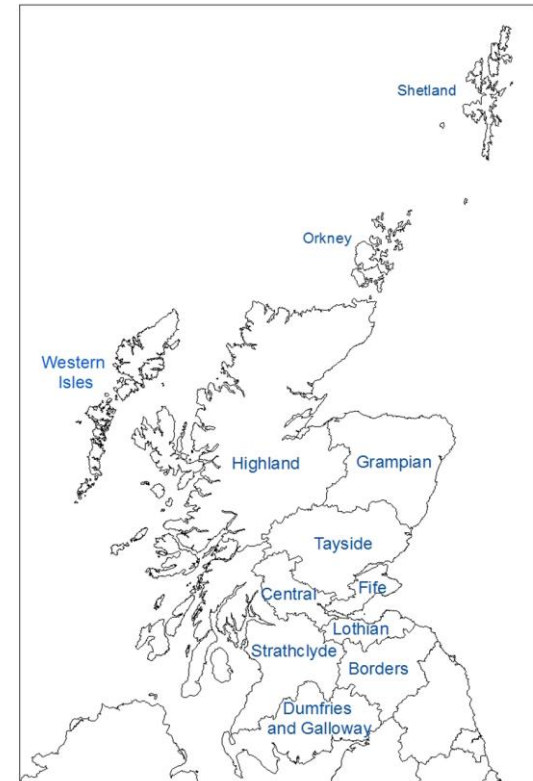 Shetland
Orkney
Western
Isles
Highland
Grampian
Tayside
Central
Fife
Lothian
Strathclyde
Borders
Dumfries
and Galloway